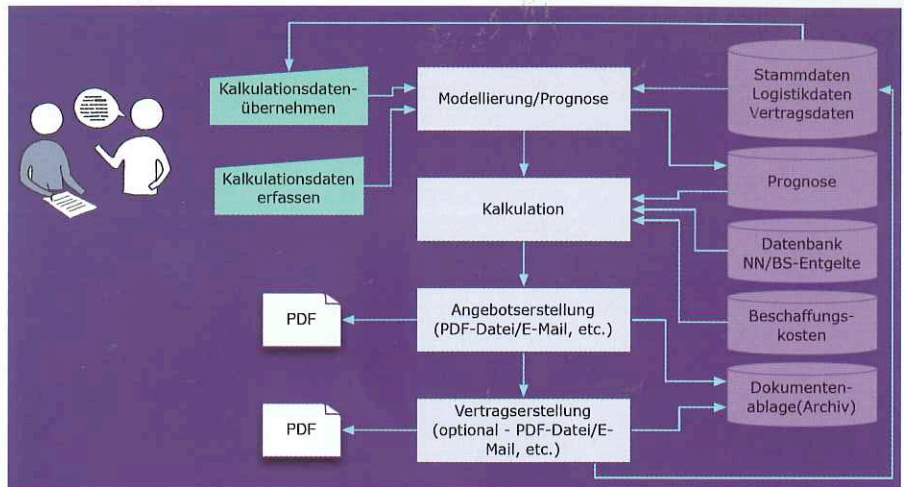 Kalkulationsdaten-
übernehmen
Kalkulationsdaten
erfassen
Modellierung/Prognose
Kalkulation
Angebotserstellung
(PDF-Datei/E-Mail, etc.)
Vertragserstellung
(optional - PDF-Datei/E-
Mail, etc.)
PDF
PDF
Stammdaten
Logistikdaten
Vertragsdaten
Prognose
Datenbank
NN/BS-Entgelte
Beschaffungs-
kosten
Dokumenten-
ablage(Archiv)